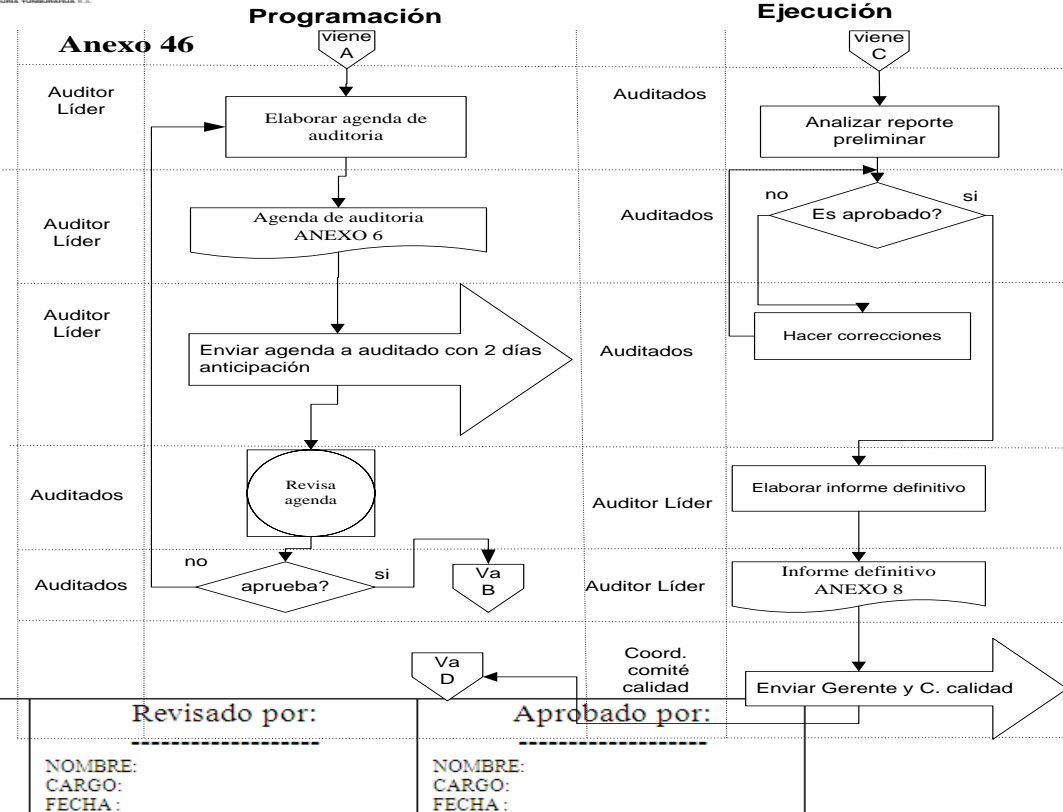 Programación
Ejecución
Anexo 46
viene
A
Auditor
Líder
Elaborar agenda de
auditoria
Auditor
Líder
Agenda de auditoria
ANEXO 6
Auditor
Líder
Enviar agenda a auditado con 2 días
anticipación
Auditados
Revisa
agenda
Auditados
no
aprueba?
si
Va
B
viene
C
Auditados
Analizar reporte
preliminar
Auditados
no
Es aprobado?
si
Auditados
Hacer correcciones
Auditor Líder
Elaborar informe definitivo
Auditor Líder
Informe definitivo
ANEXO 8
Coord.
comité
calidad
Enviar Gerente y C. calidad
Va
D
Revisado por:
-------------------
NOMBRE:
CARGO:
FECHA :
Aprobado por:
-------------------
NOMBRE:
CARGO:
FECHA :